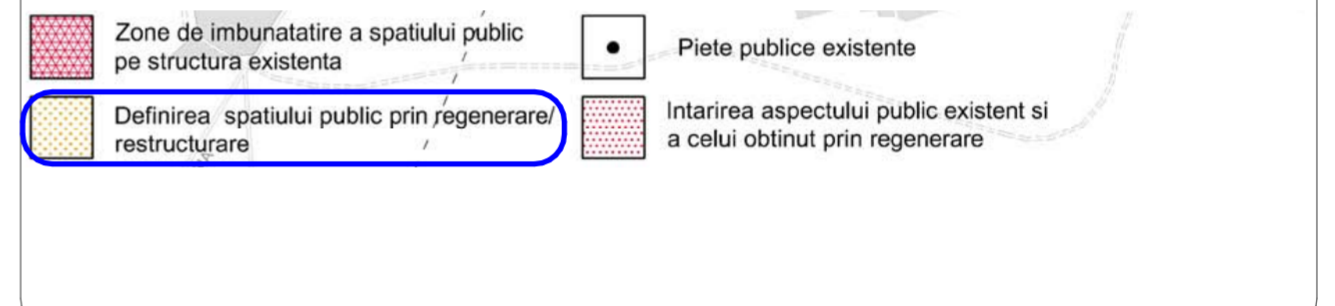 Zone de imbunatatire a spatiului public
pe structura existenta
Piete publice existente
Definirea spatiului public prin regenerare/
restructurare
Intarirea aspectului public existent si
a celui obtinut prin regenerare